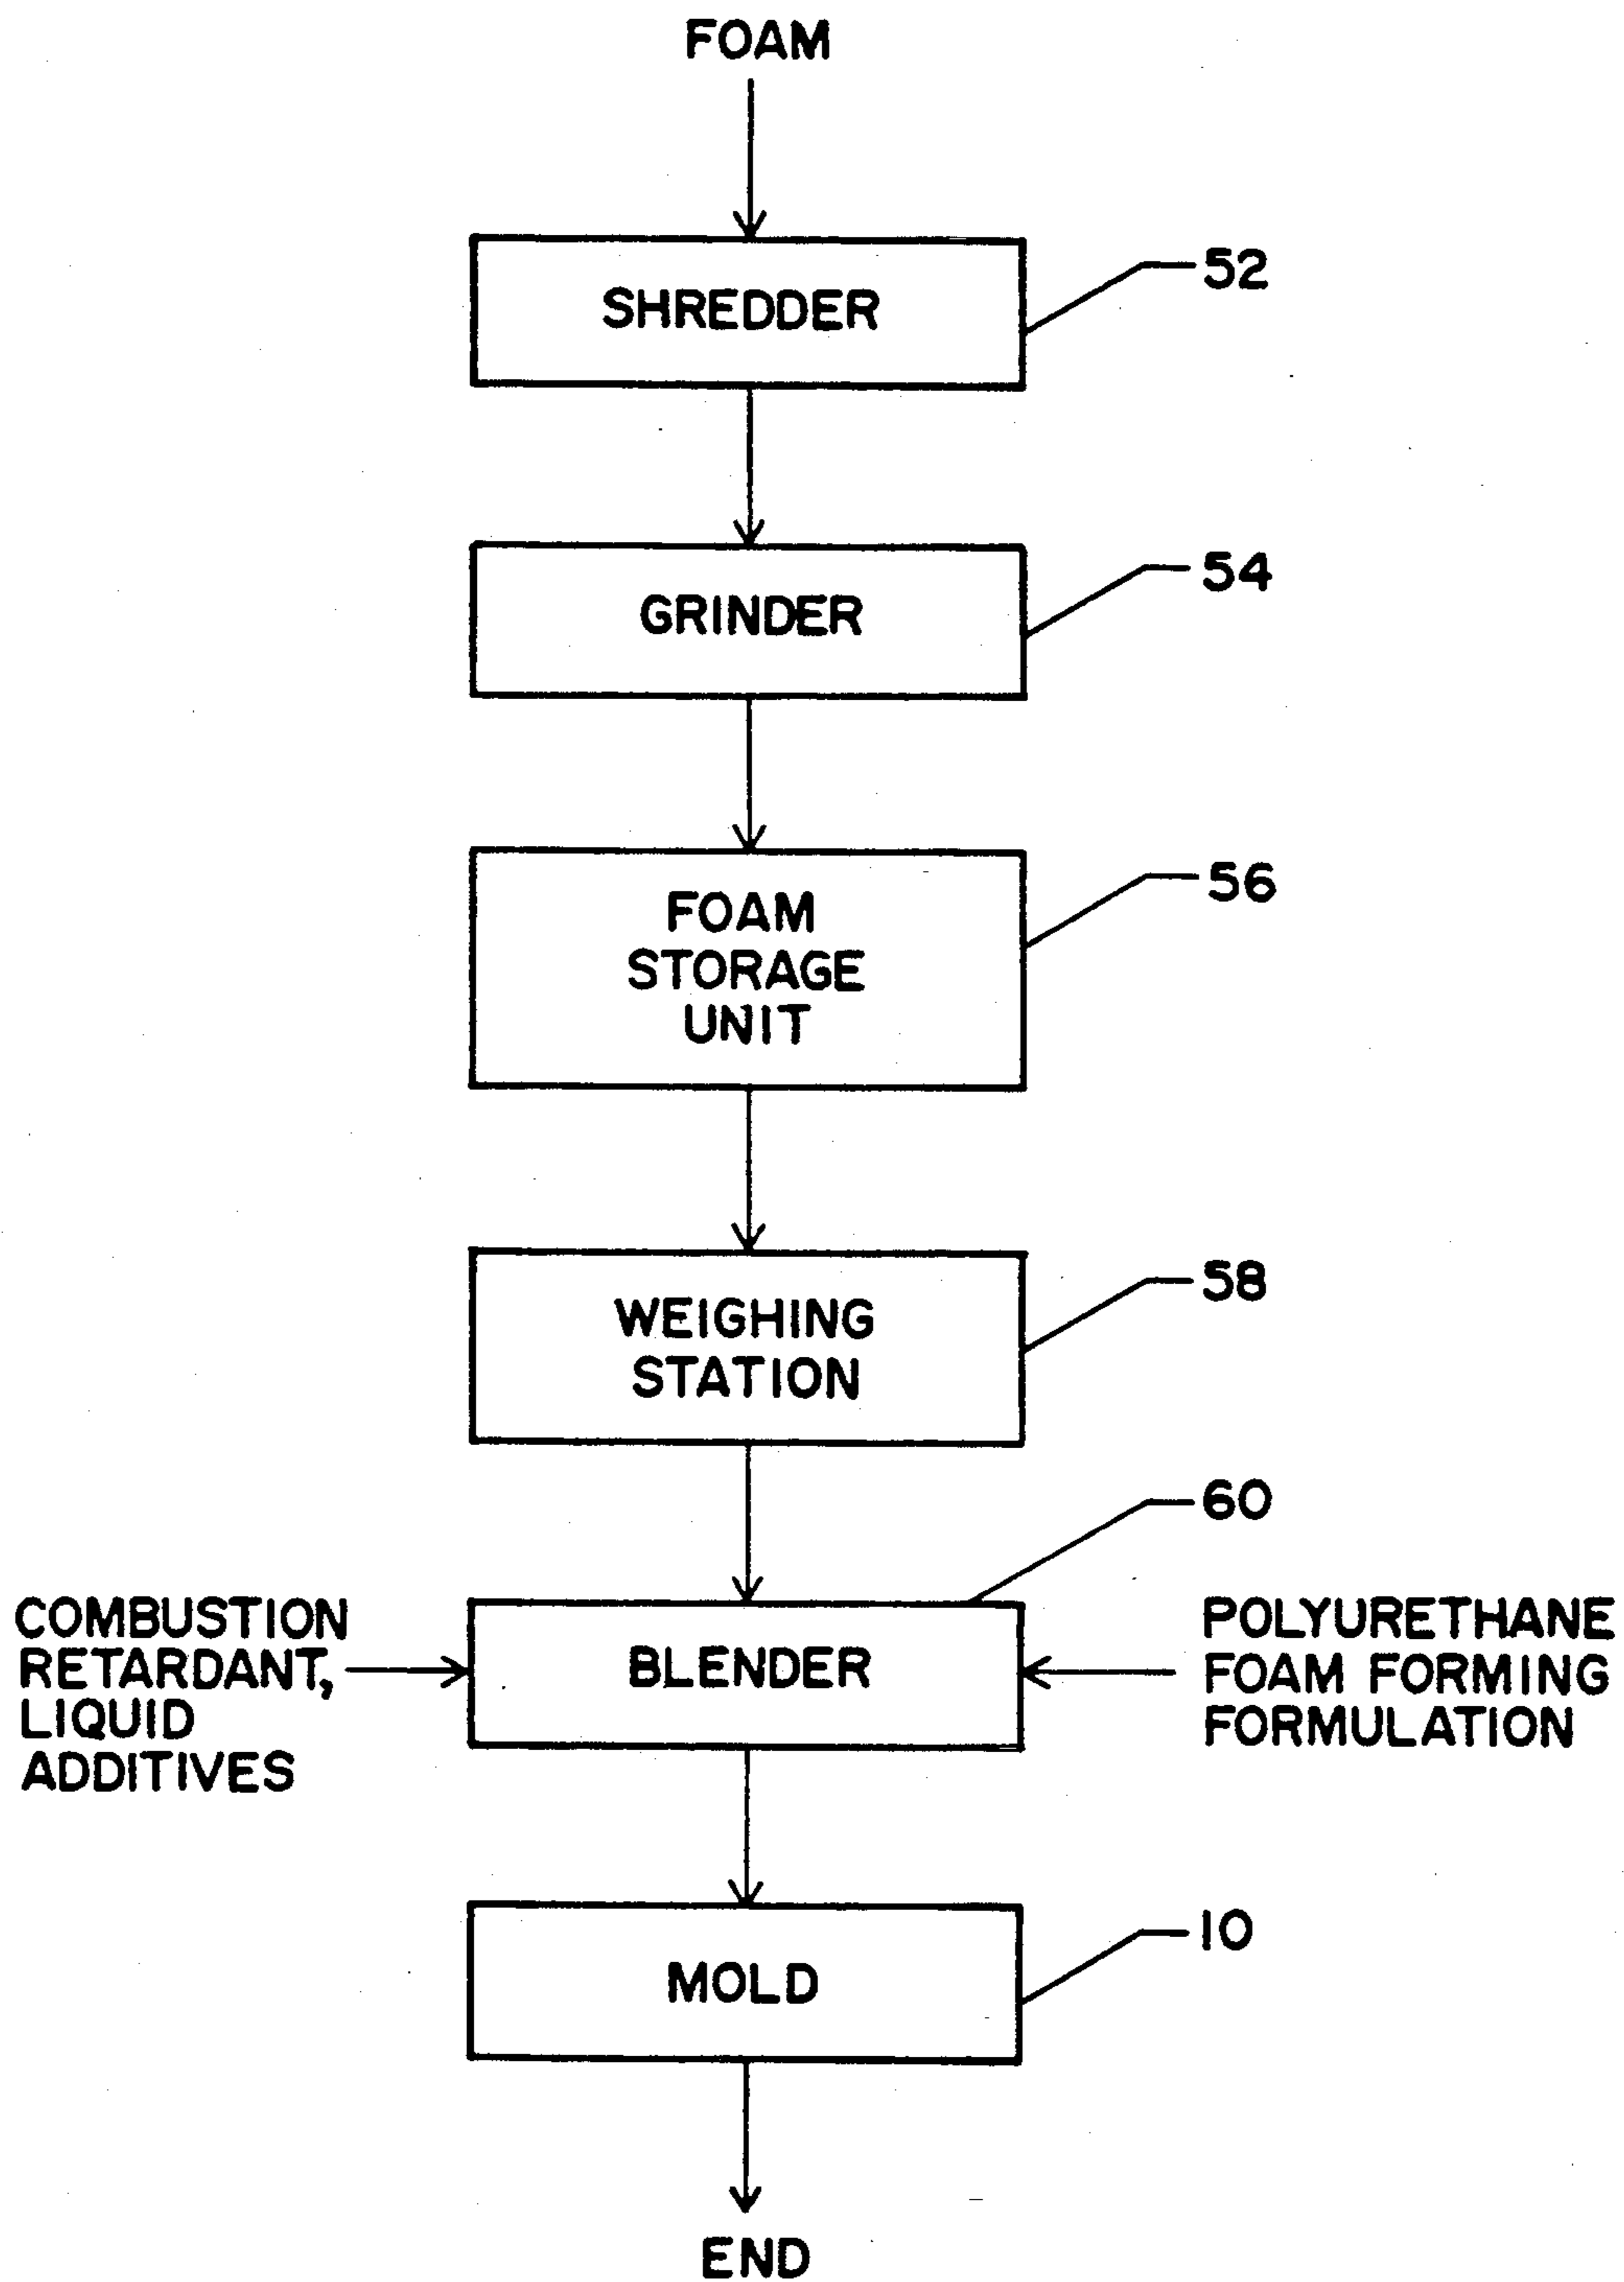 FOAM
SHREDDER
52
GRINDER
54
FOAM
STORAGE
UNIT
56
WEIGHING
STATION
58
60
COMBUSTION
RETARDANT,
LIQUID
ADDITIVES
BLENDER
POLYURETHANE
FOAM FORMING
FORMULATION
MOLD
10
END